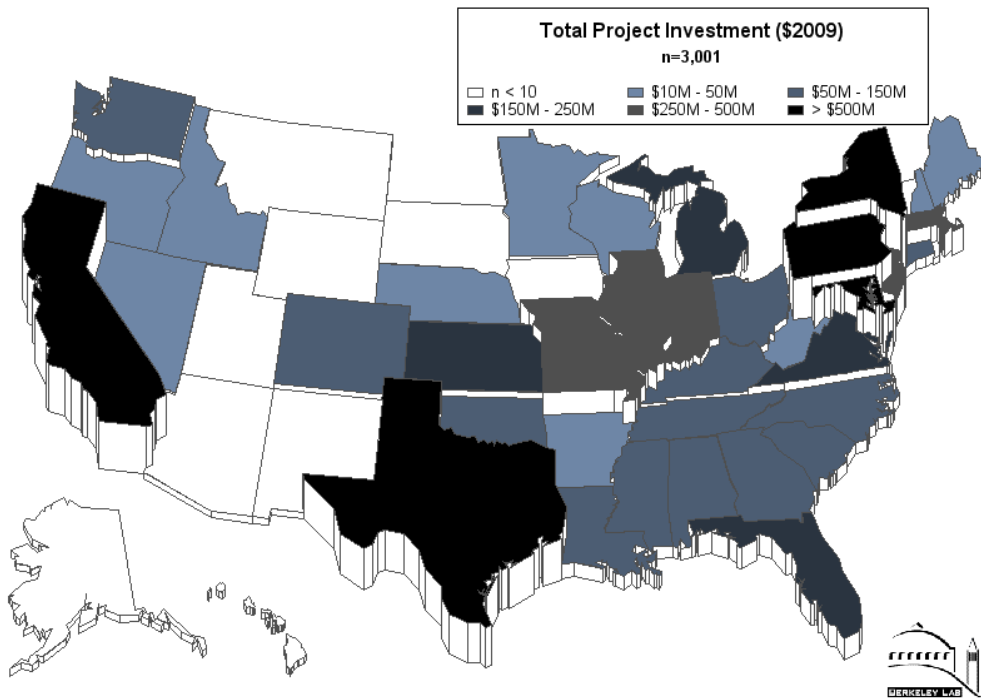 Total Project Investment ($2009)
n=3,001
n < 10 $10M - 50M $50M - 150M
$150M - 250M $250M - 500M > $500M
BERKELEY LAB